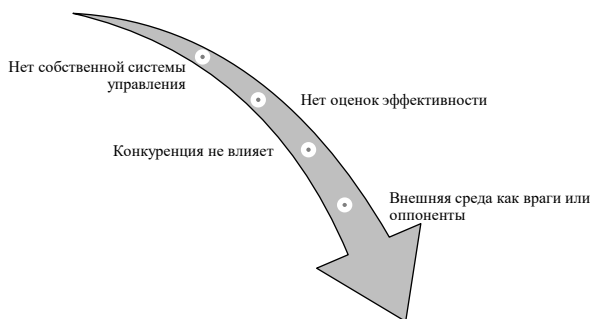 Нет собственной системы
управления
Нет оценок эффективности
Конкуренция не влияет
Внешняя среда как враги или
оппоненты